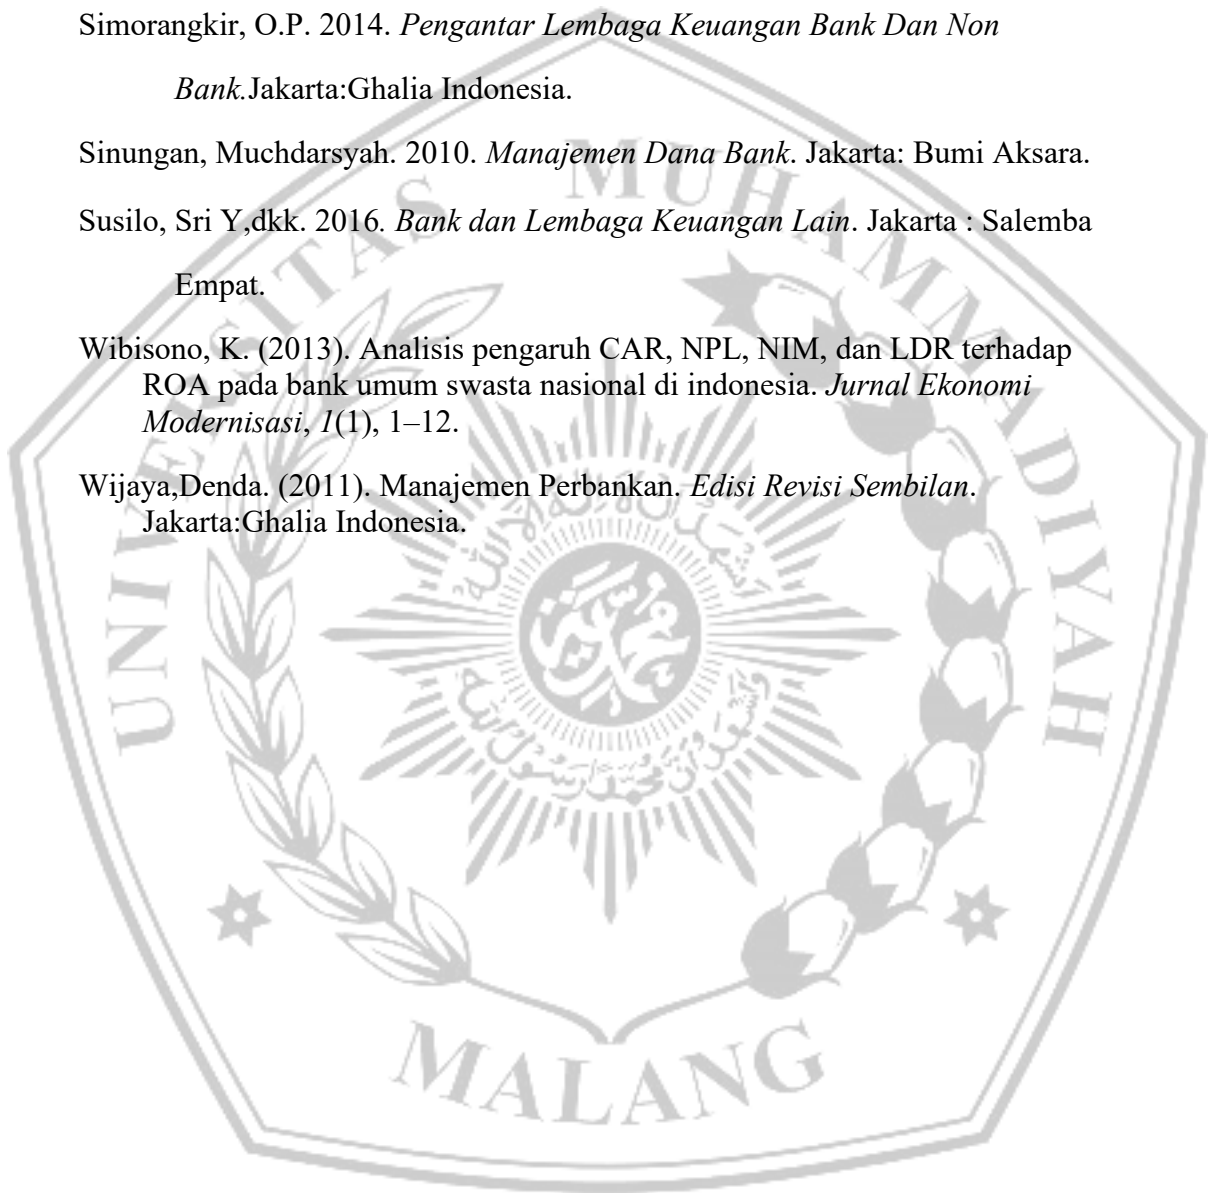 Simorangkir, O.P. 2014. Pengantar Lembaga Keuangan Bank Dan Non
Bank.Jakarta:Ghalia Indonesia.
Sinungan, Muchdarsyah. 2010. Manajemen Dana Bank. Jakarta: Bumi Aksara.
Susilo, Sri Y,dkk. 2016. Bank dan Lembaga Keuangan Lain. Jakarta : Salemba
Empat.
Wibisono, K. (2013). Analisis pengaruh CAR, NPL, NIM, dan LDR terhadap
ROA pada bank umum swasta nasional di indonesia. Jurnal Ekonomi
Modernisasi, 1(1), 1–12.
Wijaya,Denda. (2011). Manajemen Perbankan. Edisi Revisi Sembilan.
Jakarta:Ghalia Indonesia.
UNIVERSITAS MUHAMMADIYAH
MALANG